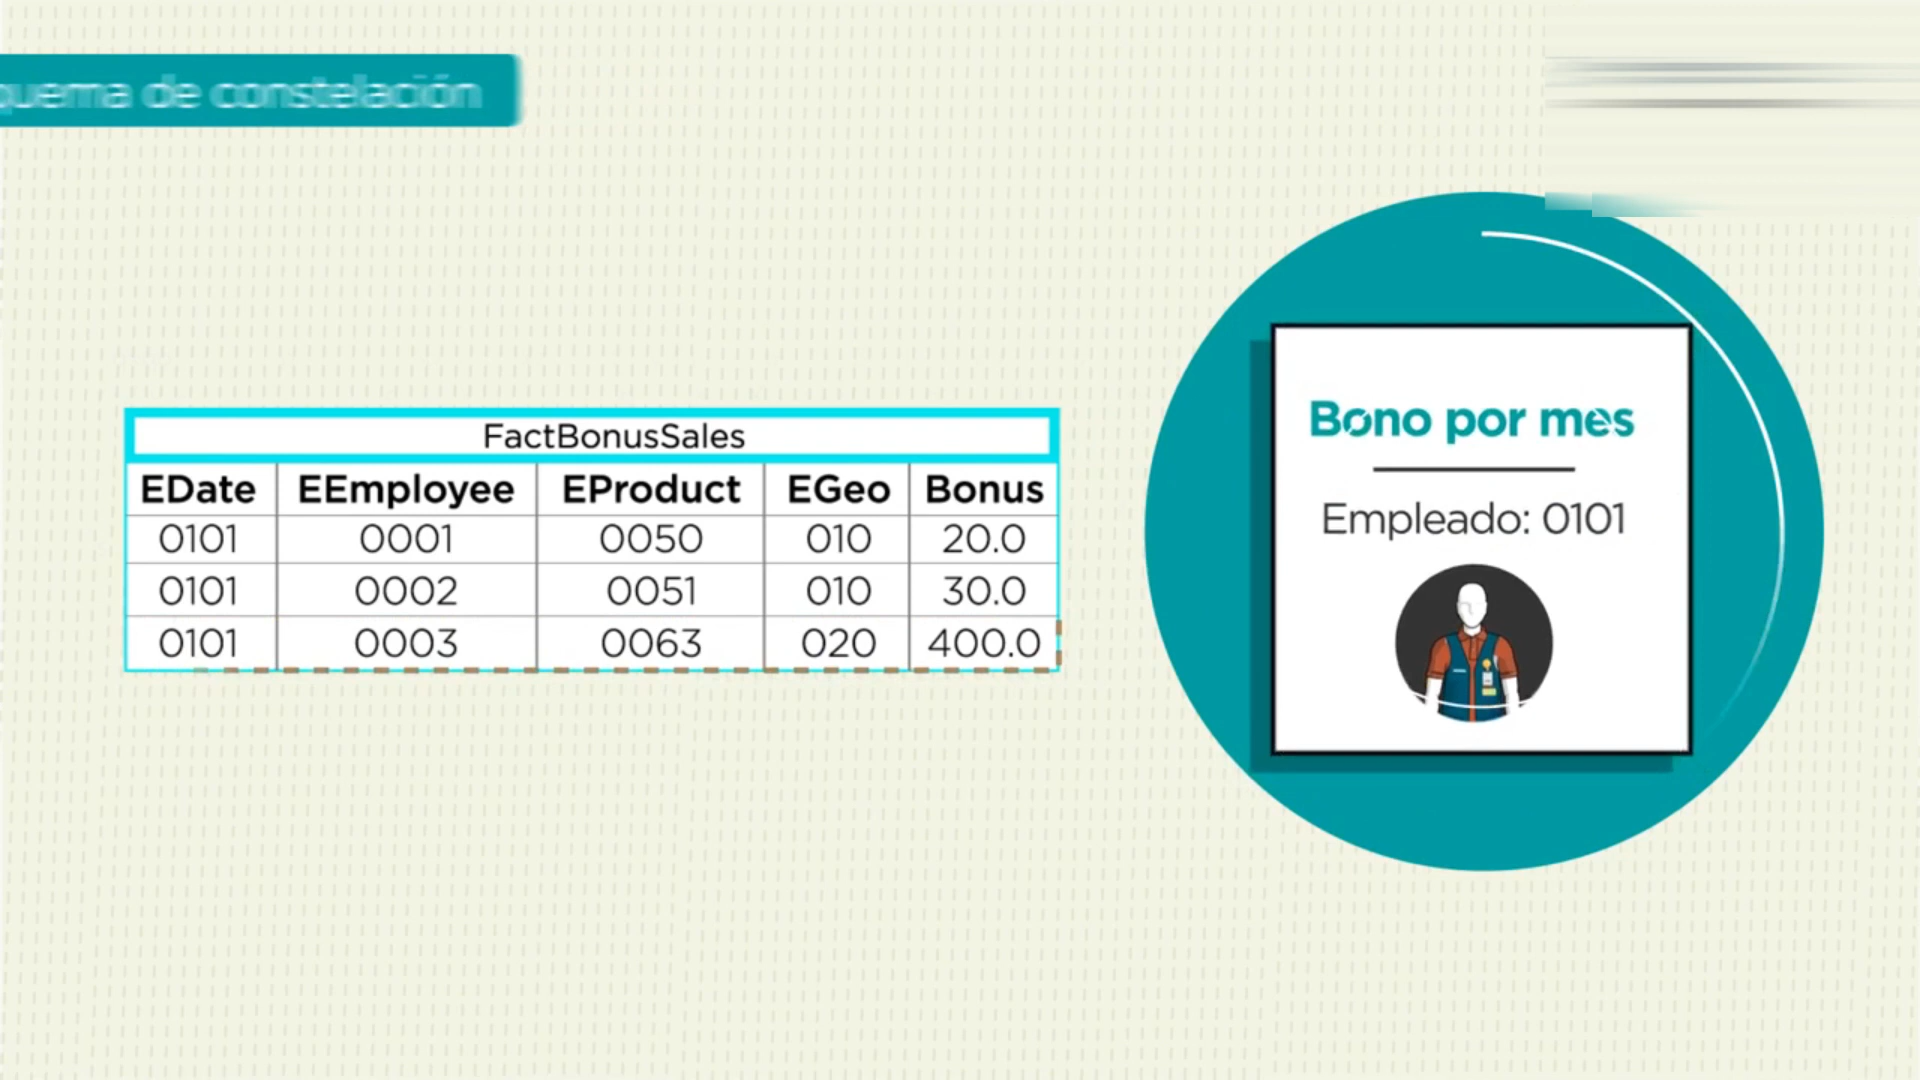 quema de constelación
FactBonusSales
EDate EEmployee EProduct EGeo Bonus
0101 0001 0050 010 20.0
0101 0002 0051 010 30.0
0101 0003 0063 020 400.0
Bono por mes
Empleado: 0101